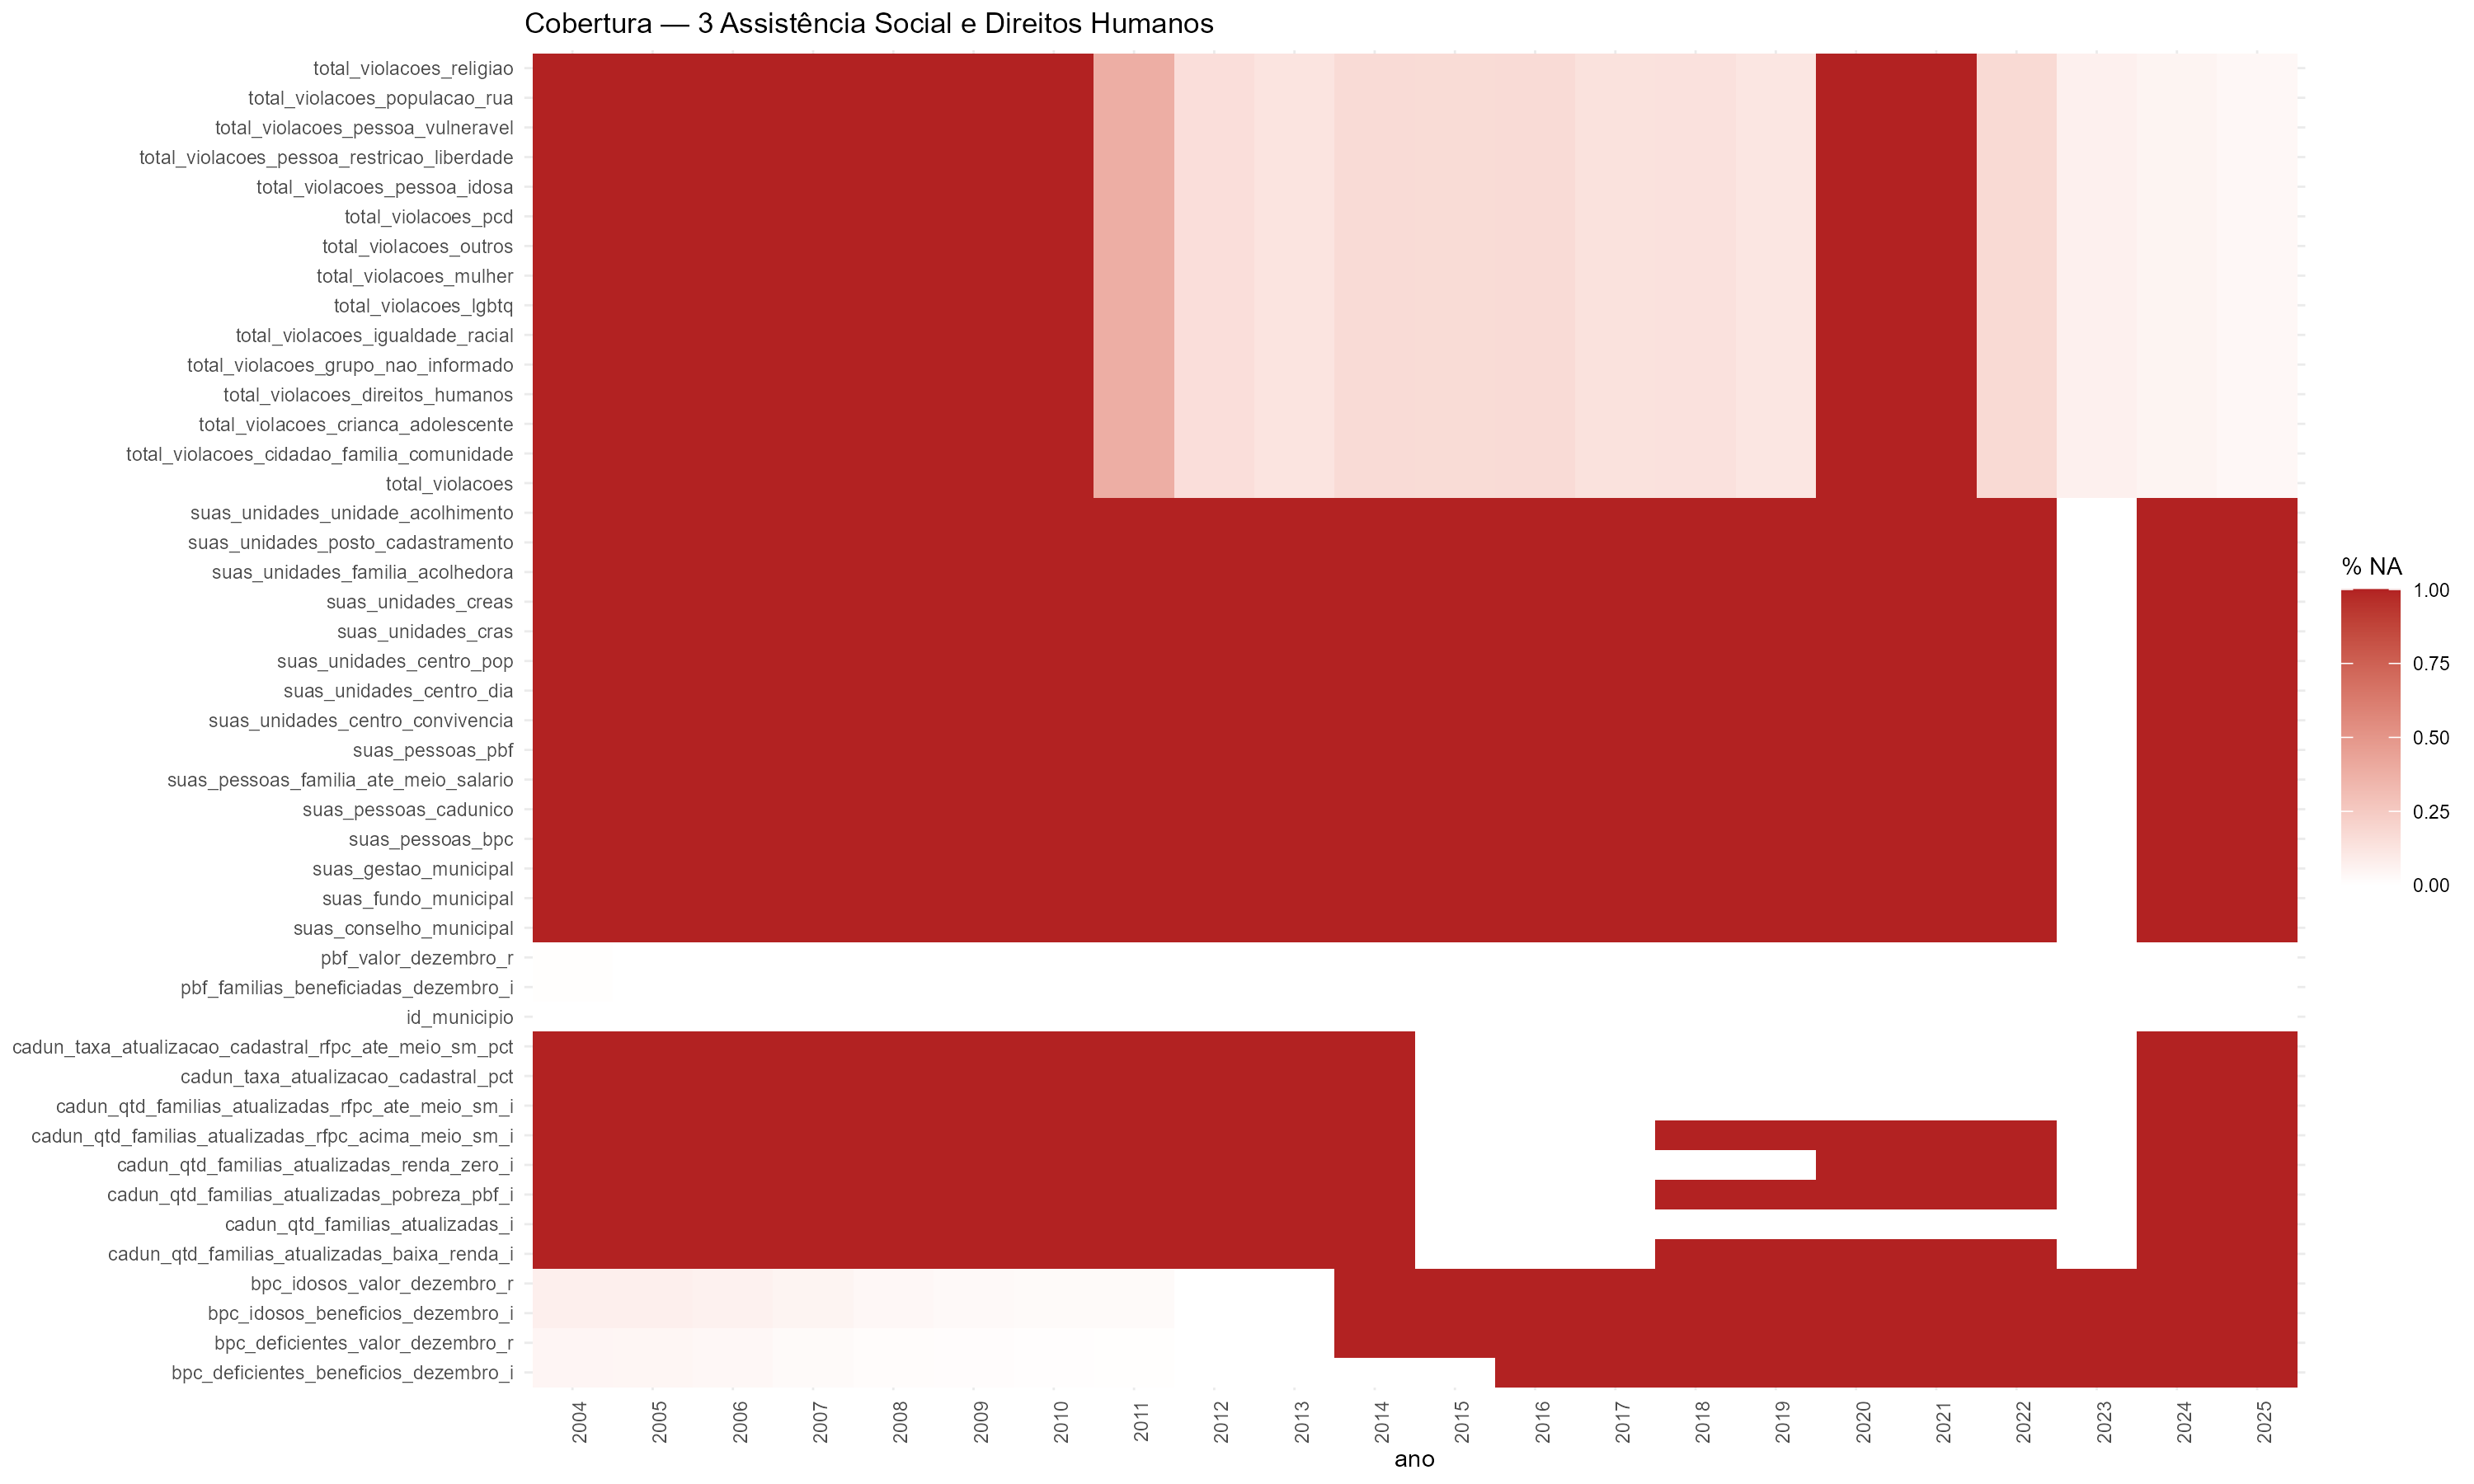 Cobertura — 3 Assistência Social e Direitos Humanos
total_violacoes_religiao
total_violacoes_populacao_rua
total_violacoes_pessoa_vulneravel
total_violacoes_pessoa_restricao_liberdade
total_violacoes_pessoa_idosa
total_violacoes_pcd
total_violacoes_outros
total_violacoes_mulher
total_violacoes_lgbtq
total_violacoes_igualdade_racial
total_violacoes_grupo_nao_informado
total_violacoes_direitos_humanos
total_violacoes_crianca_adolescente
total_violacoes_cidadao_familia_comunidade
total_violacoes
suas_unidades_unidade_acolhimento
suas_unidades_posto_cadastramento
suas_unidades_familia_acolhedora
suas_unidades_creas
suas_unidades_cras
suas_unidades_centro_pop
suas_unidades_centro_dia
suas_unidades_centro_convivencia
suas_pessoas_pbf
suas_pessoas_familia_ate_meio_salario
suas_pessoas_cadunico
suas_pessoas_bpc
suas_gestao_municipal
suas_fundo_municipal
suas_conselho_municipal
pbf_valor_dezembro_r
pbf_familias_beneficiadas_dezembro_i
id_municipio
cadun_taxa_atualizacao_cadastral_rfpc_ate_meio_sm_pct
cadun_taxa_atualizacao_cadastral_pct
cadun_qtd_familias_atualizadas_rfpc_ate_meio_sm_i
cadun_qtd_familias_atualizadas_rfpc_acima_meio_sm_i
cadun_qtd_familias_atualizadas_renda_zero_i
cadun_qtd_familias_atualizadas_pobreza_pbf_i
cadun_qtd_familias_atualizadas_i
cadun_qtd_familias_atualizadas_baixa_renda_i
bpc_idosos_valor_dezembro_r
bpc_idosos_beneficios_dezembro_i
bpc_deficientes_valor_dezembro_r
bpc_deficientes_beneficios_dezembro_i
2004
2005
2006
2007
2008
2009
2010
2011
2012
2013
2014
2015
2016
2017
2018
2019
2020
2021
2022
2023
2024
2025
ano
% NA
1.00
0.75
0.50
0.25
0.00